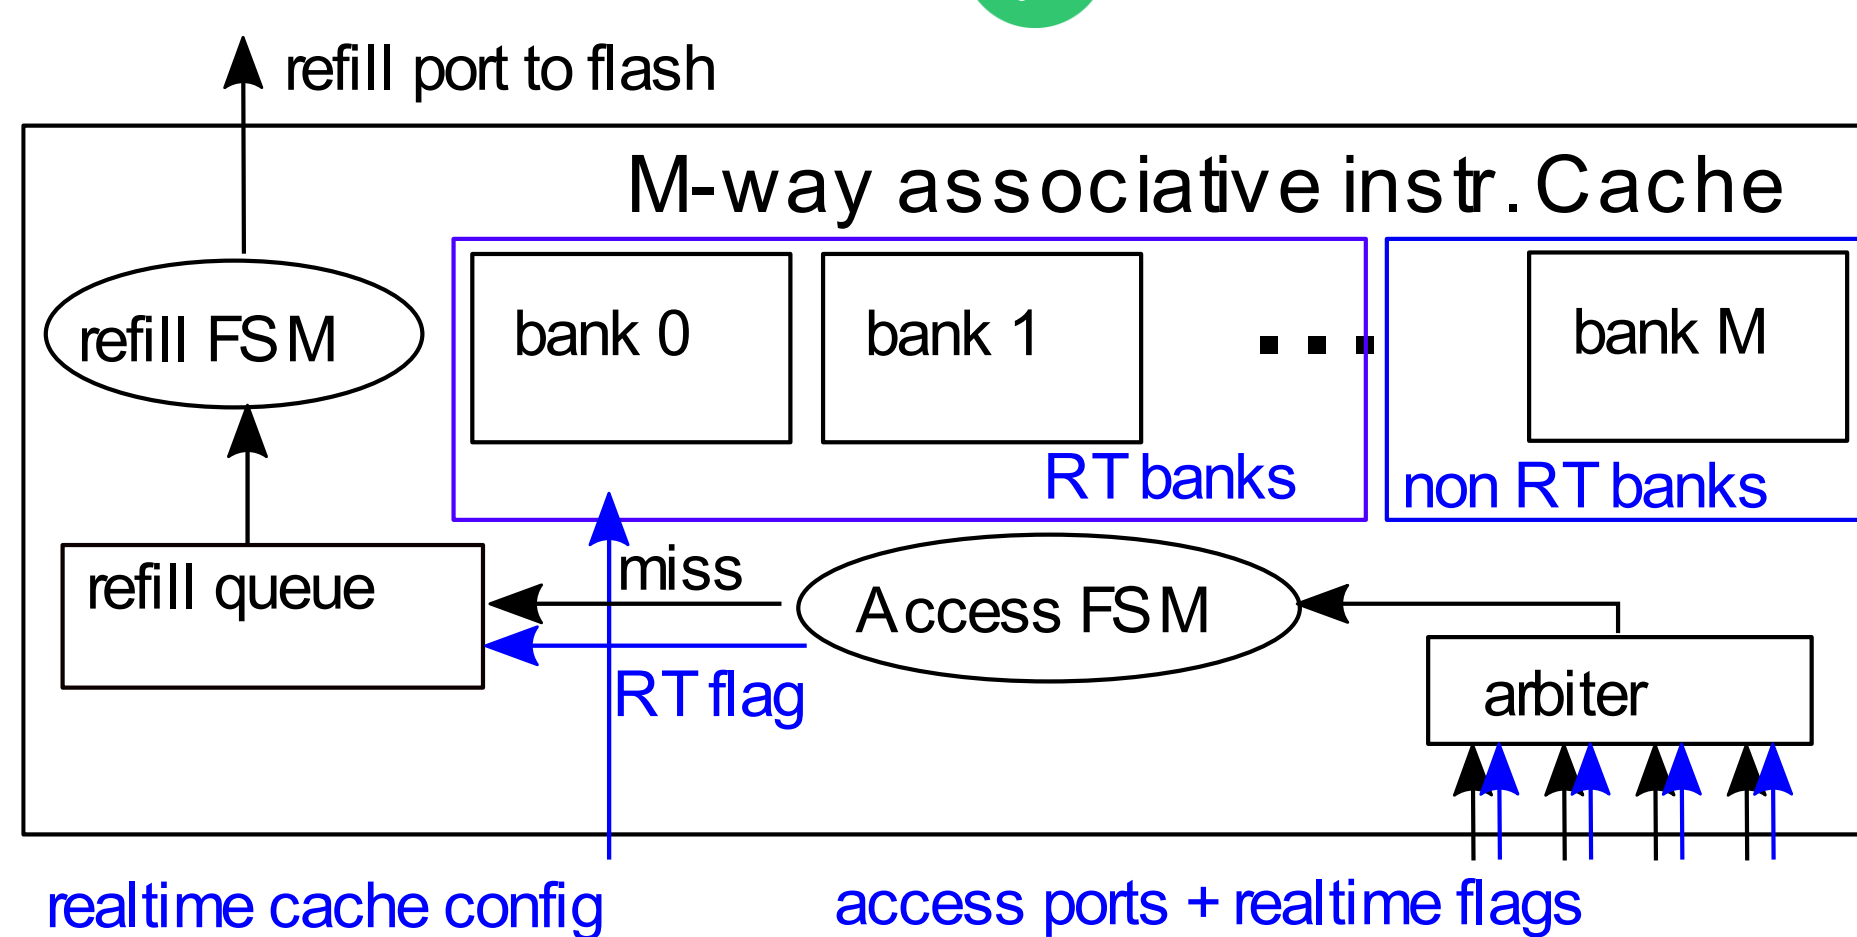 refill port to flash
M-way associative instr. Cache
refill FSM
bank 0
bank 1
...
bank M
RT banks
non RT banks
refill queue
miss
Access FSM
RT flag
arbiter
realtime cache config
access ports + realtime flags